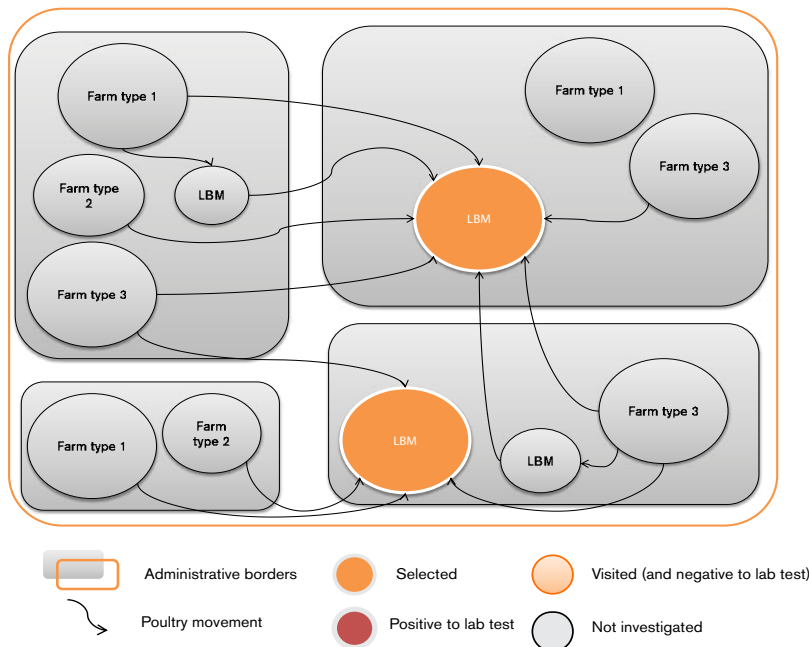 Farm type 1
Farm type
2
LBM
Farm type 3
Farm type 1
Farm type 3
LBM
Farm type 1
Farm
type 2
LBM
LBM
Farm type 3
Administrative borders
Selected
Visited (and negative to lab test)
Poultry movement
Positive to lab test
Not investigated